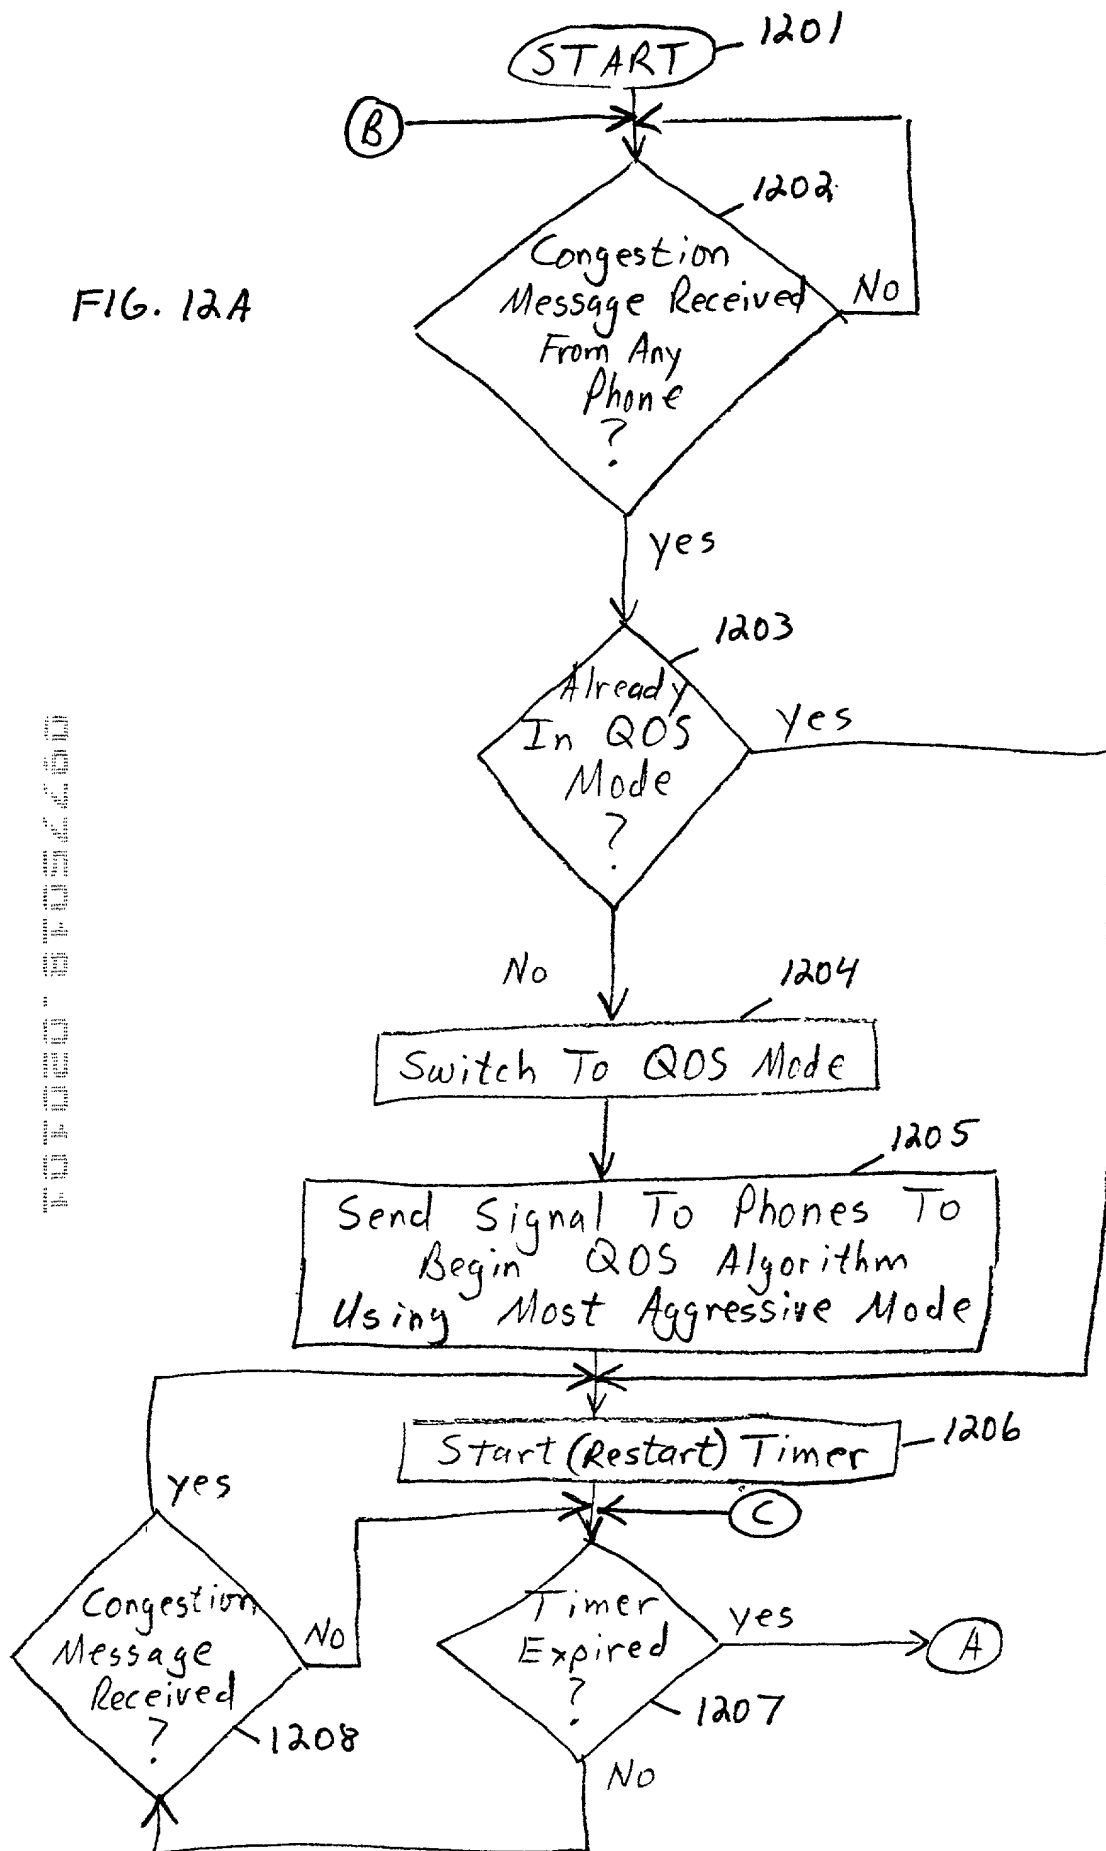 START
1201
B
1202
Congestion
Message Received
From Any
Phone
?
No
FIG. 12A
yes
1203
Already
In QOS
Mode
?
yes
No
1204
Switch To QOS Mode
1205
Send Signal To Phones To
Begin QOS Algorithm
Using Most Aggressive Mode
Start (Restart) Timer
1206
yes
C
Congestion
Message
Received
?
No
1208
Timer
Expired
?
yes
A
1207
No